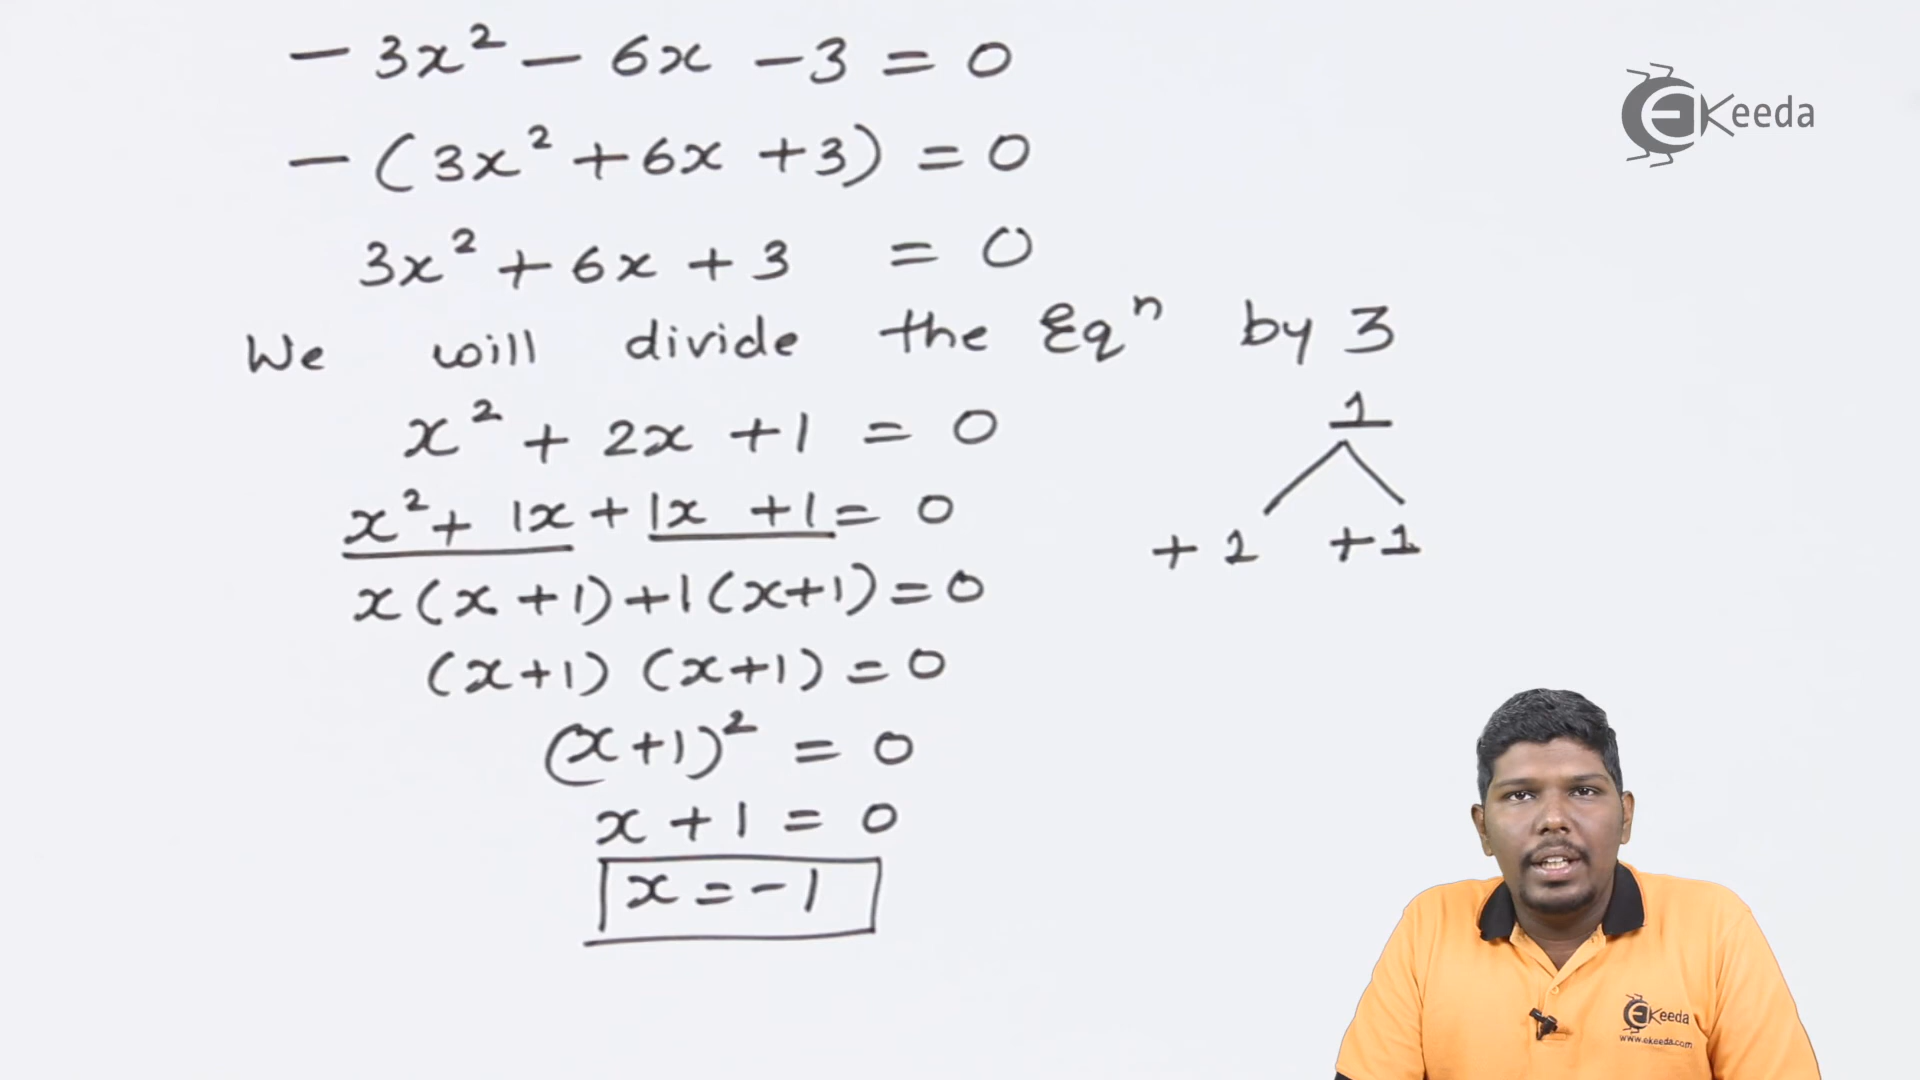 - 3x² - 6x - 3 = 0
- (3x² + 6x + 3) = 0
3x² + 6x + 3 = 0
We will divide the Eqⁿ by 3
x² + 2x + 1 = 0
x² + 1x + 1x + 1 = 0
x(x + 1) + 1(x + 1) = 0
(x + 1) (x + 1) = 0
(x + 1)² = 0
x + 1 = 0
x = - 1
1
+ 1 + 1
EKeeda
EKeeda
www.ekeeda.com